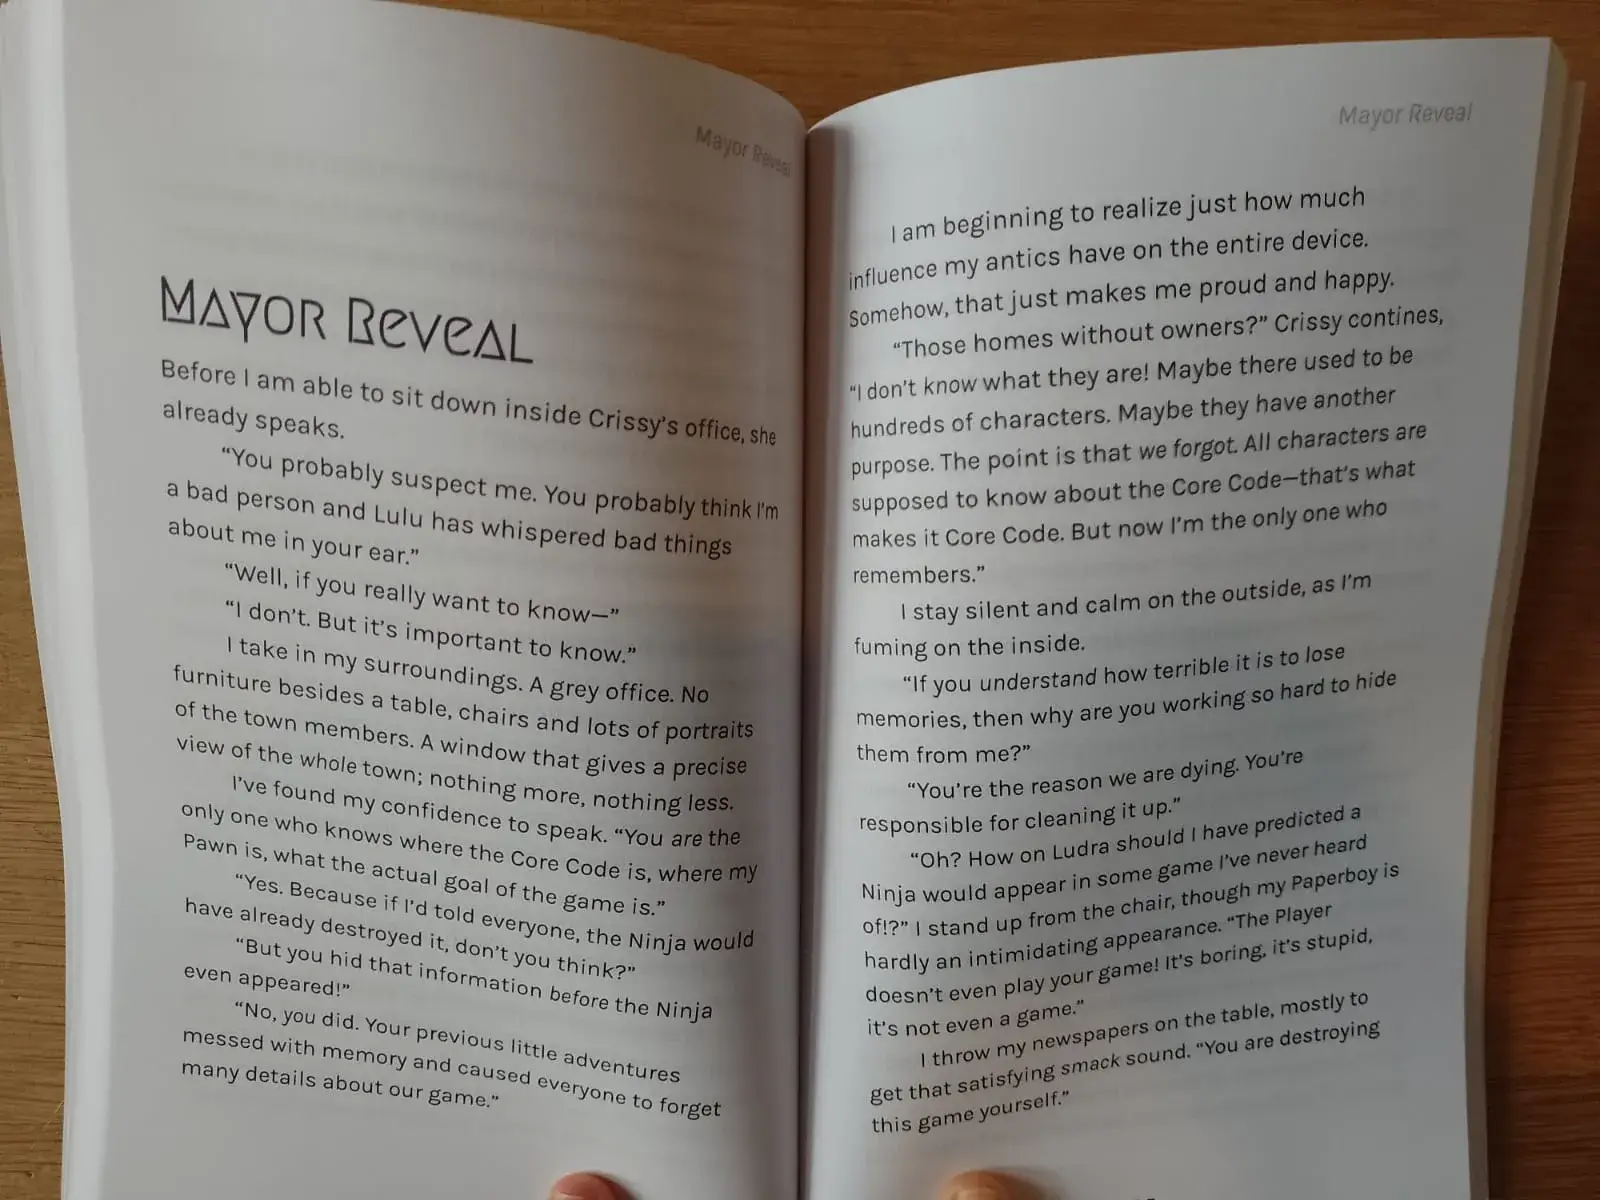 Mayor Reveal
MAYOR REVEAL
Before I am able to sit down inside Crissy's office, she
already speaks.
“You probably suspect me. You probably think I'm
a bad person and Lulu has whispered bad things
about me in your ear.”
“Well, if you really want to know—”
“I don't. But it's important to know.”
I take in my surroundings. A grey office. No
furniture besides a table, chairs and lots of portraits
of the town members. A window that gives a precise
view of the whole town; nothing more, nothing less.
I've found my confidence to speak. “You are the
only one who knows where the Core Code is, where my
Pawn is, what the actual goal of the game is.”
“Yes. Because if I'd told everyone, the Ninja would
have already destroyed it, don't you think?”
“But you hid that information before the Ninja
even appeared!”
“No, you did. Your previous little adventures
messed with memory and caused everyone to forget
many details about our game.”
Mayor Reveal
I am beginning to realize just how much
influence my antics have on the entire device.
Somehow, that just makes me proud and happy.
“Those homes without owners?” Crissy contines,
“I don't know what they are! Maybe there used to be
hundreds of characters. Maybe they have another
purpose. The point is that we forgot. All characters are
supposed to know about the Core Code—that's what
makes it Core Code. But now I'm the only one who
remembers.”
I stay silent and calm on the outside, as I'm
fuming on the inside.
“If you understand how terrible it is to lose
memories, then why are you working so hard to hide
them from me?”
“You're the reason we are dying. You're
responsible for cleaning it up.”
“Oh? How on Ludra should I have predicted a
Ninja would appear in some game I've never heard
of!?” I stand up from the chair, though my Paperboy is
hardly an intimidating appearance. “The Player
doesn't even play your game! It's boring, it's stupid,
it's not even a game.”
I throw my newspapers on the table, mostly to
get that satisfying smack sound. “You are destroying
this game yourself.”